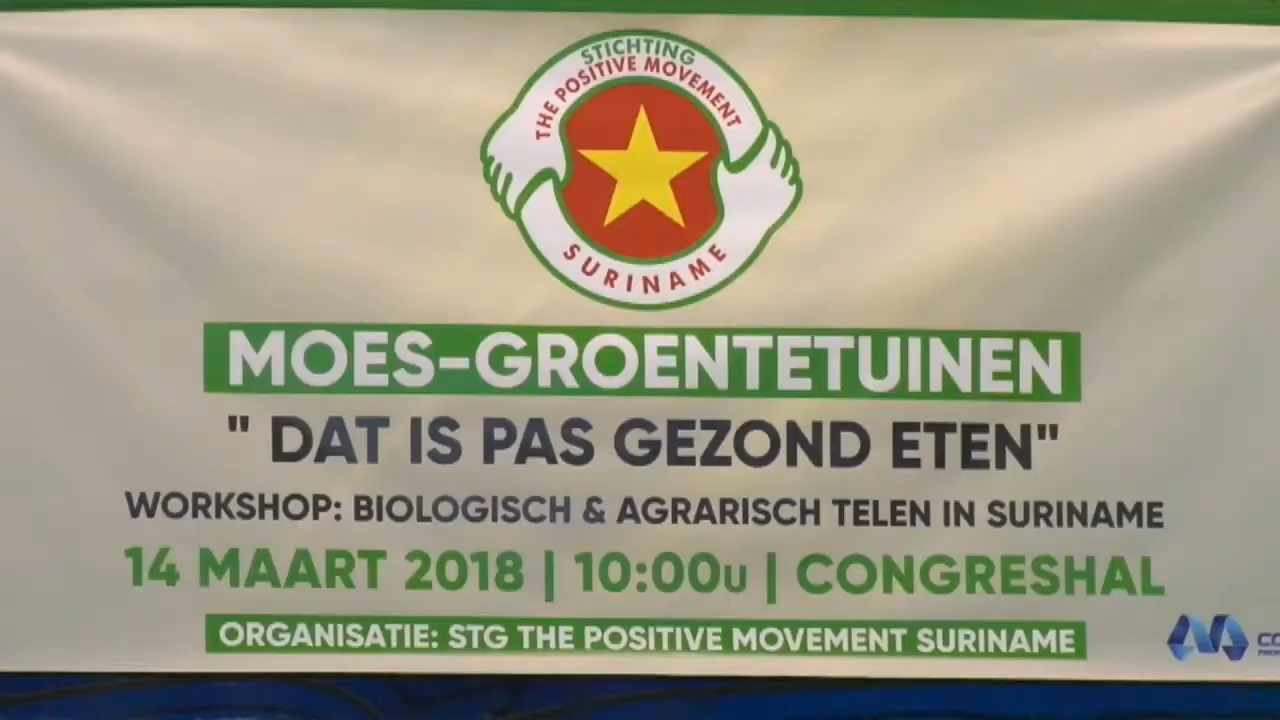 STICHTING
THE POSITIVE MOVEMENT
SURINAME
MOES-GROENTETUINEN
" DAT IS PAS GEZOND ETEN"
WORKSHOP: BIOLOGISCH & AGRARISCH TELEN IN SURINAME
14 MAART 2018 | 10:00U | CONGRESHAL
ORGANISATIE: STG THE POSITIVE MOVEMENT SURINAME